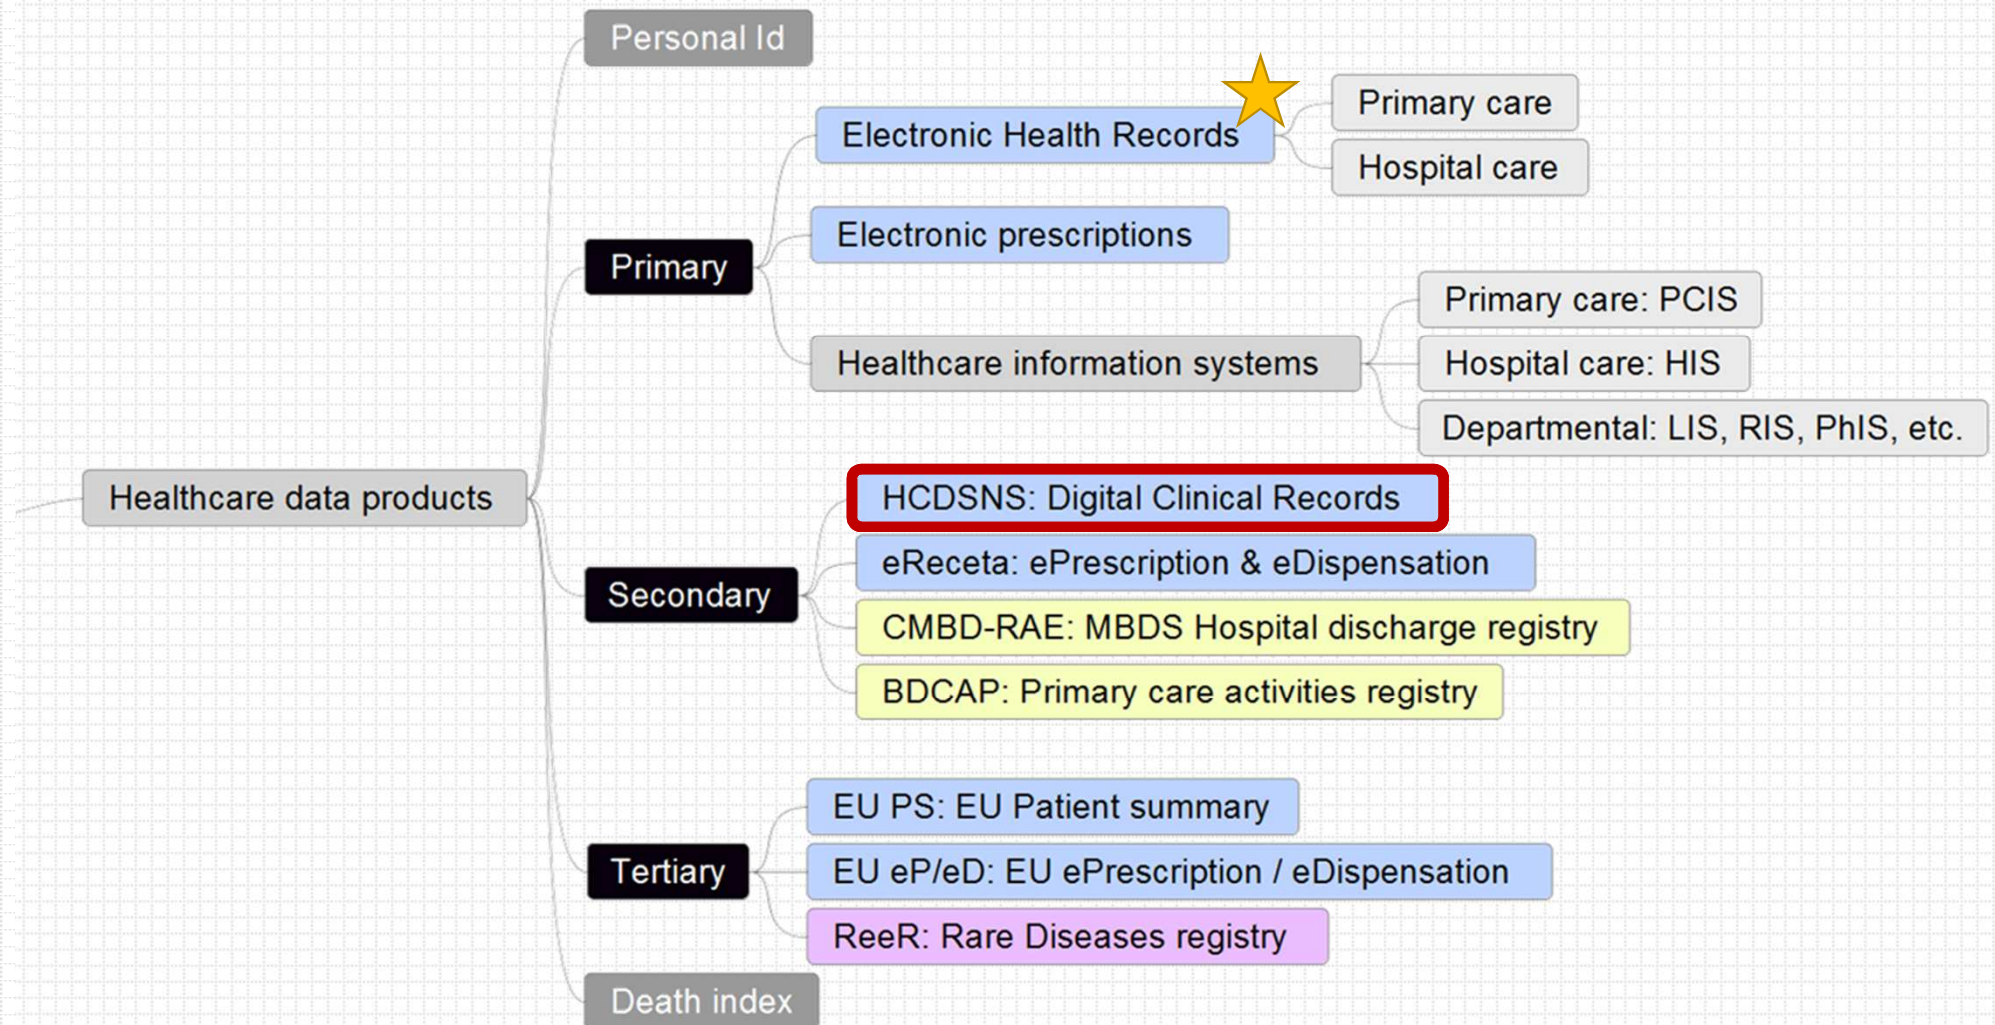 Personal Id
Electronic Health Records
Primary care
Hospital care
Electronic prescriptions
Primary
Healthcare information systems
Primary care: PCIS
Hospital care: HIS
Departmental: LIS, RIS, PhIS, etc.
Healthcare data products
HCDSNS: Digital Clinical Records
eReceta: ePrescription & eDispensation
Secondary
CMBD-RAE: MBDS Hospital discharge registry
BDCAP: Primary care activities registry
EU PS: EU Patient summary
Tertiary
EU eP/eD: EU ePrescription / eDispensation
ReeR: Rare Diseases registry
Death index